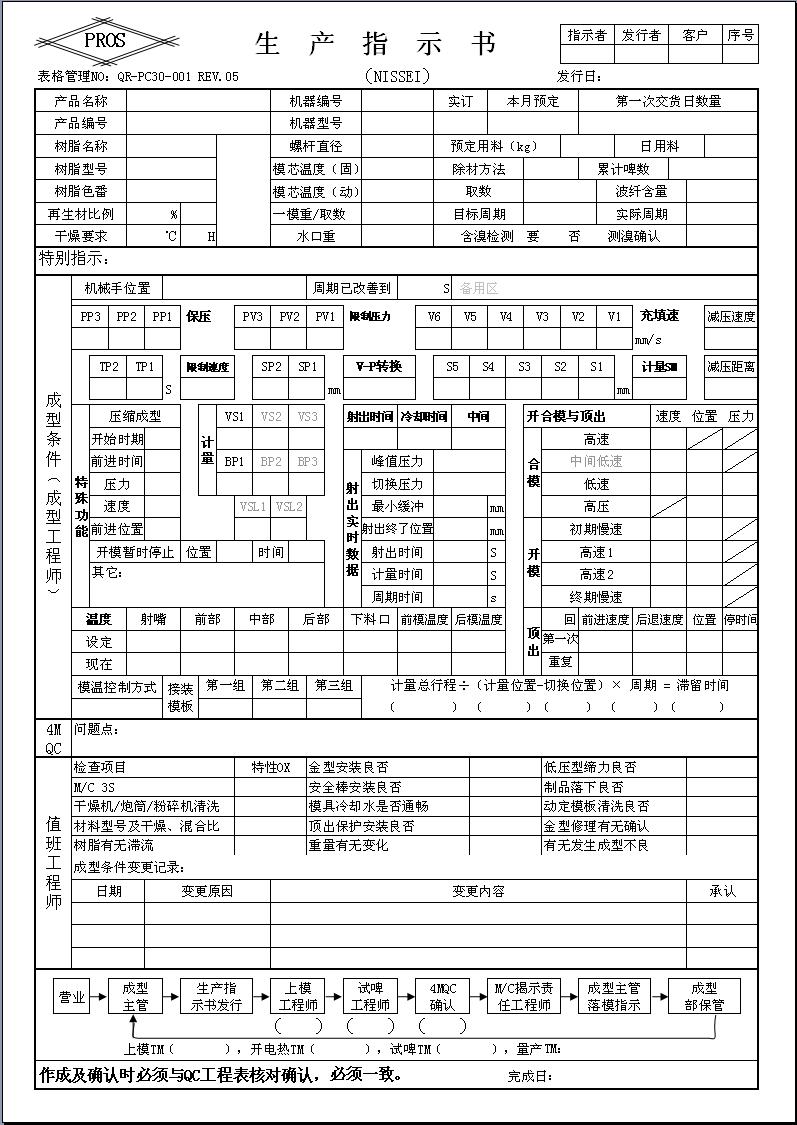 PROS
生 产 指 示 书
指示者 发行者 客户 序号
表格管理NO: QR-PC30-001 REV.05 (NISSEI) 发行日:
产品名称 机器编号 实订 本月预定 第一次交货日数量
产品编号 机器型号
树脂名称 螺杆直径 预定用料(kg) 日用料
树脂型号 模芯温度(固) 除材方法 累计啤数
树脂色番 模芯温度(动) 取数 波纤含量
再生材比例 % 一模重/取数 目标周期 实际周期
干燥要求 ℃ H 水口重 含溴检测 要 否 测溴确认
特别指示:
成型条件(成型工程师)
机械手位置 周期已改善到 S 备用区
PP3 PP2 PP1 保压 PV3 PV2 PV1 限制压力 V6 V5 V4 V3 V2 V1 充填速 减压速度
mm/s
TP2 TP1 限制速度 SP2 SP1 V-P转换 S5 S4 S3 S2 S1 计量SM 减压距离
S mm mm
特殊功能 压缩成型 计量 VS1 VS2 VS3 射出时间 冷却时间 中间 开合模与顶出 速度 位置 压力
开始时期 合模 高速
前进时间 BP1 BP2 BP3 射出实时数据 峰值压力 中间低速
压力 切换压力 低速
速度 VSL1 VSL2 最小缓冲 mm 高压
前进位置 射出终了位置 mm 开模 初期慢速
开模暂时停止 位置 时间 射出时间 S 高速1
其它: 计量时间 S 高速2
周期时间 s 终期慢速
温度 射嘴 前部 中部 后部 下料口 前模温度 后模温度 顶出 回 前进速度 后退速度 位置 停时间
设定 第一次
现在 重复
模温控制方式 接装模板 第一组 第二组 第三组 计量总行程÷(计量位置-切换位置)× 周期 = 滞留时间
( ) ( ) ( ) ( ) ( )
4M QC 问题点:
值班工程师
检查项目 特性OX 金型安装良否 低压型缔力良否
M/C 3S 安全棒安装良否 制品落下良否
干燥机/炮筒/粉碎机清洗 模具冷却水是否通畅 动定模板清洗良否
材料型号及干燥、混合比 顶出保护安装良否 金型修理有无确认
树脂有无滞流 重量有无变化 有无发生成型不良
成型条件变更记录:
日期 变更原因 变更内容 承认
营业 成型主管 生产指示书发行 上模工程师 试啤工程师 4MQC确认 M/C揭示责任工程师 成型主管落模指示 成型部保管
( ) ( ) ( )
上模TM( ),开电热TM( ),试啤TM( ),量产TM:
作成及确认时必须与QC工程表核对确认，必须一致。 完成日: